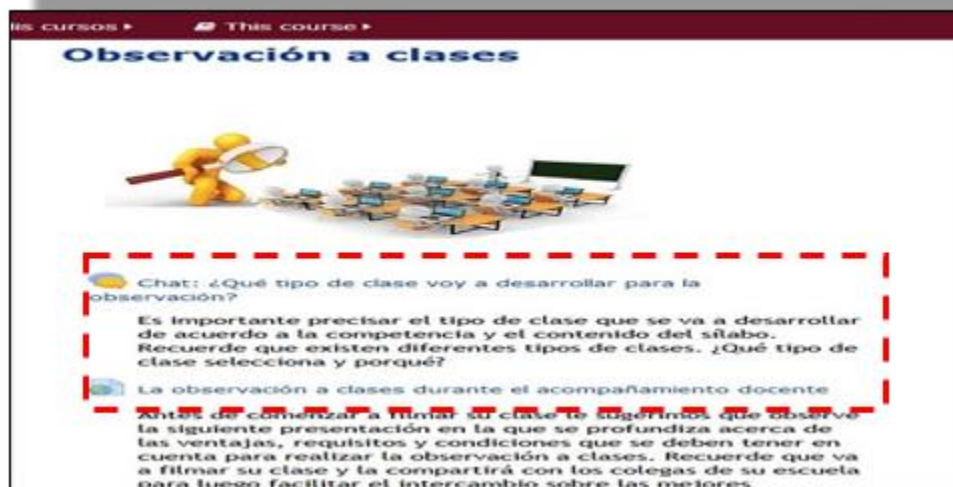 is cursos
This course
Observación a clases
Chat: ¿Qué tipo de clase voy a desarrollar para la
observación?
Es importante precisar el tipo de clase que se va a desarrollar
de acuerdo a la competencia y el contenido del sílabo.
Recuerde que existen diferentes tipos de clases. ¿Qué tipo de
clase selecciona y porqué?
La observación a clases durante el acompañamiento docente
Antes de comenzar a filmar su clase le sugerimos que observe
la siguiente presentación en la que se profundiza acerca de
las ventajas, requisitos y condiciones que se deben tener en
cuenta para realizar la observación a clases. Recuerde que va
a filmar su clase y la compartirá con los colegas de su escuela
para luego facilitar el intercambio sobre las mejores